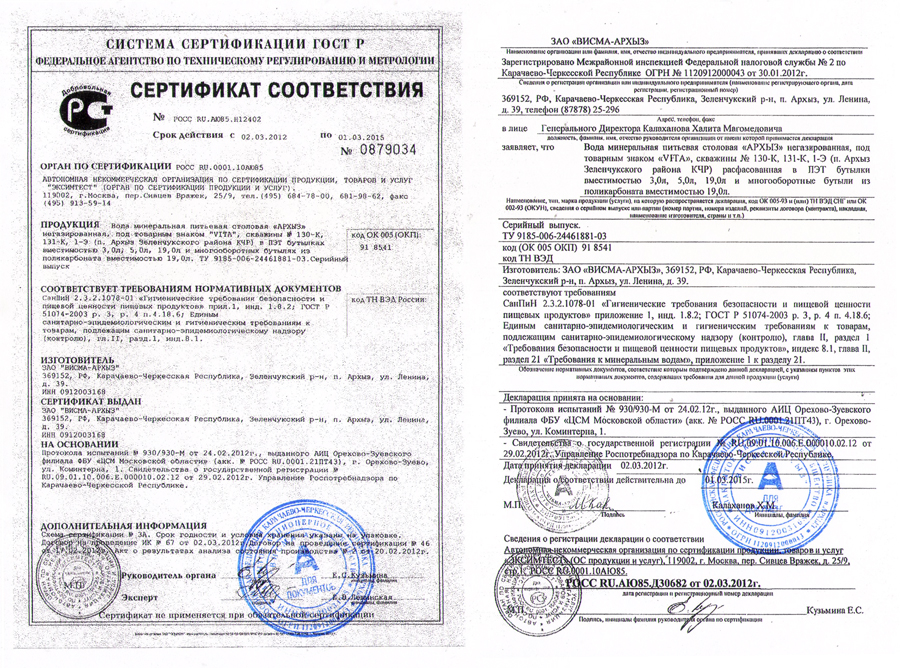 СИСТЕМА СЕРТИФИКАЦИИ ГОСТ Р
ФЕДЕРАЛЬНОЕ АГЕНТСТВО ПО ТЕХНИЧЕСКОМУ РЕГУЛИРОВАНИЮ И МЕТРОЛОГИИ
Добровольная
РСТ
сертификация
СЕРТИФИКАТ СООТВЕТСТВИЯ
№ РОСС RU.АЮ85.Н12402
Срок действия с 02.03.2012 по 01.03.2015
№ 0879034
ОРГАН ПО СЕРТИФИКАЦИИ РОСС RU.0001.10АЮ85
АВТОНОМНАЯ НЕКОММЕРЧЕСКАЯ ОРГАНИЗАЦИЯ ПО СЕРТИФИКАЦИИ ПРОДУКЦИИ, ТОВАРОВ И УСЛУГ
"ЭКСИМТЕСТ" (ОРГАН ПО СЕРТИФИКАЦИИ ПРОДУКЦИИ И УСЛУГ).
119002, г.Москва, пер.Сивцев Вражек, 25/9, тел.(495) 684-78-00, 681-98-62, факс
(495) 913-59-14
ПРОДУКЦИЯ Вода минеральная питьевая столовая «АРХЫЗ»
негазированная, под товарным знаком "VITA", скважины № 130-К,
131-К, 1-Э (п. Архыз Зеленчукского района КЧР) в ПЭТ бутылках
вместимостью 3,0л; 5,0л, 19,0л и многооборотных бутылях из
поликарбоната вместимостью 19,0л. ТУ 9185-006-24461881-03.Серийный
выпуск
код ОК 005 (ОКП):
91 8541
СООТВЕТСТВУЕТ ТРЕБОВАНИЯМ НОРМАТИВНЫХ ДОКУМЕНТОВ
СанПиН 2.3.2.1078-01 «Гигиенические требования безопасности и
пищевой ценности пищевых продуктов» прил.1, инд. 1.8.2; ГОСТ Р
51074-2003 р. 3, р. 4 п.4.18.6; Единым
санитарно-эпидемиологическим и гигиеническим требованиям к
товарам, подлежащим санитарно-эпидемиологическому надзору
(контролю), гл.II, разд.1, инд.8.1.
код ТН ВЭД России:
ИЗГОТОВИТЕЛЬ
ЗАО "ВИСМА-АРХЫЗ"
369152, РФ, Карачаево-Черкесская Республика, Зеленчукский р-н, п. Архыз, ул. Ленина,
д. 39.
ИНН 0912003168
СЕРТИФИКАТ ВЫДАН
ЗАО "ВИСМА-АРХЫЗ"
369152, РФ, Карачаево-Черкесская Республика, Зеленчукский р-н, п. Архыз, ул. Ленина,
д. 39.
ИНН 0912003168
НА ОСНОВАНИИ
Протокола испытаний № 930/930-М от 24.02.2012г., выданного АИЦ Орехово-Зуевского
филиала ФБУ «ЦСМ Московской области» (акк. № РОСС RU.0001.21ПТ43), г. Орехово-Зуево,
ул. Коминтерна, 1. Свидетельства о государственной регистрации №
RU.09.01.10.006.Е.000010.02.12 от 29.02.2012г. Управление Роспотребнадзора по
Карачаево-Черкесской Республике.
ДОПОЛНИТЕЛЬНАЯ ИНФОРМАЦИЯ
Схема сертификации № 3А. Срок годности и условия хранения указаны на упаковке.
Договор на проведение ИК № 67 от 02.03.2012г. Договор на проведение сертификации № 46
от 17.02.2012г. Акт о результатах анализа состояния производства № 2 от 20.02.2012г.
М.П.
Руководитель органа
Е.С.Кузьмина
Эксперт
Сертификат не применяется при обязательной сертификации
ДЛЯ ДОКУМЕНТОВ
ЗАО «ВИСМА-АРХЫЗ»
Наименование организации или фамилия, имя, отчество индивидуального предпринимателя, принявших декларацию о соответствии
Зарегистрировано Межрайонной инспекцией Федеральной налоговой службы № 2 по
Карачаево-Черкесской Республике ОГРН № 1120912000043 от 30.01.2012г.
Сведения о регистрации организации или индивидуального предпринимателя (наименование регистрирующего органа, дата
регистрации, регистрационный номер)
369152, РФ, Карачаево-Черкесская Республика, Зеленчукский р-н, п. Архыз, ул. Ленина,
д. 39, телефон (87878) 25-296
Адрес, телефон, факс
в лице Генерального Директора Калаханова Халита Магомедовича
должность, фамилия, имя, отчество руководителя организации, от имени которой принимается декларация
заявляет, что Вода минеральная питьевая столовая «АРХЫЗ» негазированная, под
товарным знаком «VITA», скважины № 130-К, 131-К, 1-Э (п. Архыз
Зеленчукского района КЧР) расфасованная в ПЭТ бутылки
вместимостью 3,0л, 5,0л, 19,0л и многооборотные бутыли из
поликарбоната вместимостью 19,0л.
Наименование, тип, марка продукции (услуги), на которую распространяется декларация, код ОК 005-93 и (или) ТН ВЭД СНГ или ОК
002-93 (ОКУН), сведения о серийном выпуске или партии (номер партии, номера изделий, реквизиты договора (контракта), накладная,
наименование изготовителя, страны и т.п.)
Серийный выпуск.
ТУ 9185-006-24461881-03
код (ОК 005 ОКП) 91 8541
код ТН ВЭД
Изготовитель: ЗАО «ВИСМА-АРХЫЗ», 369152, РФ, Карачаево-Черкесская Республика,
Зеленчукский р-н, п. Архыз, ул. Ленина, д. 39.
соответствуют требованиям
СанПиН 2.3.2.1078-01 «Гигиенические требования безопасности и пищевой ценности
пищевых продуктов» приложение 1, инд. 1.8.2; ГОСТ Р 51074-2003 р. 3, р. 4 п. 4.18.6;
Единым санитарно-эпидемиологическим и гигиеническим требованиям к товарам,
подлежащим санитарно-эпидемиологическому надзору (контролю), глава II, раздел 1
«Требования безопасности и пищевой ценности пищевых продуктов», индекс 8.1, глава II,
раздел 21 «Требования к минеральным водам», приложение 1 к разделу 21.
Обозначение нормативных документов, соответствие которым подтверждено данной декларацией, с указанием пунктов этих
нормативных документов, содержащих требования для данной продукции (услуги)
Декларация принята на основании:
- Протокола испытаний № 930/930-М от 24.02.12г., выданного АИЦ Орехово-Зуевского
филиала ФБУ «ЦСМ Московской области» (акк. № РОСС RU.0001.21ПТ43), г. Орехово-
Зуево, ул. Коминтерна, 1.
- Свидетельства о государственной регистрации № RU.09.01.10.006.Е.000010.02.12 от
29.02.2012г. Управление Роспотребнадзора по Карачаево-Черкесской Республике.
Дата принятия декларации 02.03.2012г.
Декларация о соответствии действительна до 01.03.2015г.
М.П.
Калаханов Х.М.
Подпись
Инициалы, фамилия
ДЛЯ
Сведения о регистрации декларации о соответствии
Автономная некоммерческая организация по сертификации продукции, товаров и услуг
«ЭКСИМТЕСТ» (ОС продукции и услуг), 119002, г. Москва, пер. Сивцев Вражек, д. 25/9,
стр.1, РОСС RU.0001.10АЮ85,
РОСС RU.АЮ85.Д30682 от 02.03.2012г.
дата регистрации и регистрационный номер декларации
М.П.
Кузьмина Е.С.
Подпись, инициалы фамилия руководителя органа по сертификации